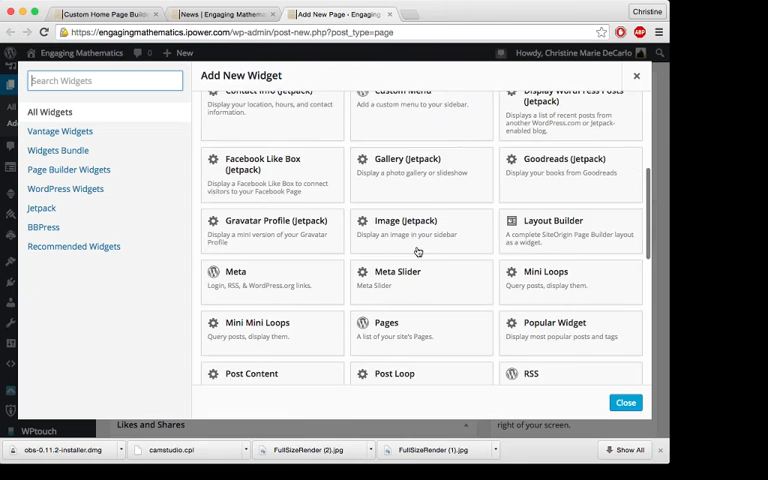 Custom Home Page Builde ×
News | Engaging Mathemat ×
Add New Page ‹ Engaging ×
Christine
https://engagingmathematics.ipower.com/wp-admin/post-new.php?post_type=page
ABP
Engaging Mathematics
0
+ New
Howdy, Christine Marie DeCarlo
Search Widgets
Add New Widget
×
All
Add
All Widgets
Vantage Widgets
Widgets Bundle
Page Builder Widgets
WordPress Widgets
Jetpack
BBPress
Recommended Widgets
Contact Info (Jetpack)
Display your location, hours, and contact
information.
Custom Menu
Add a custom menu to your sidebar.
Display WordPress Posts
(Jetpack)
Displays a list of recent posts from
another WordPress.com or Jetpack-
enabled blog.
Facebook Like Box
(Jetpack)
Display a Facebook Like Box to connect
visitors to your Facebook Page
Gallery (Jetpack)
Display a photo gallery or slideshow
Goodreads (Jetpack)
Display your books from Goodreads
Gravatar Profile (Jetpack)
Display a mini version of your Gravatar
Profile
Image (Jetpack)
Display an image in your sidebar
Layout Builder
A complete SiteOrigin Page Builder layout
as a widget.
Meta
Login, RSS, & WordPress.org links.
Meta Slider
Meta Slider
Mini Loops
Query posts, display them.
Mini Mini Loops
Query posts, display them.
Pages
A list of your site's Pages.
Popular Widget
Display most popular posts and tags
Post Content
Post Loop
RSS
Close
WPtouch
Likes and Shares
right of your screen.
obs-0.11.2-installer.dmg
camstudio.cpl
FullSizeRender (2).jpg
FullSizeRender (1).jpg
Show All
×